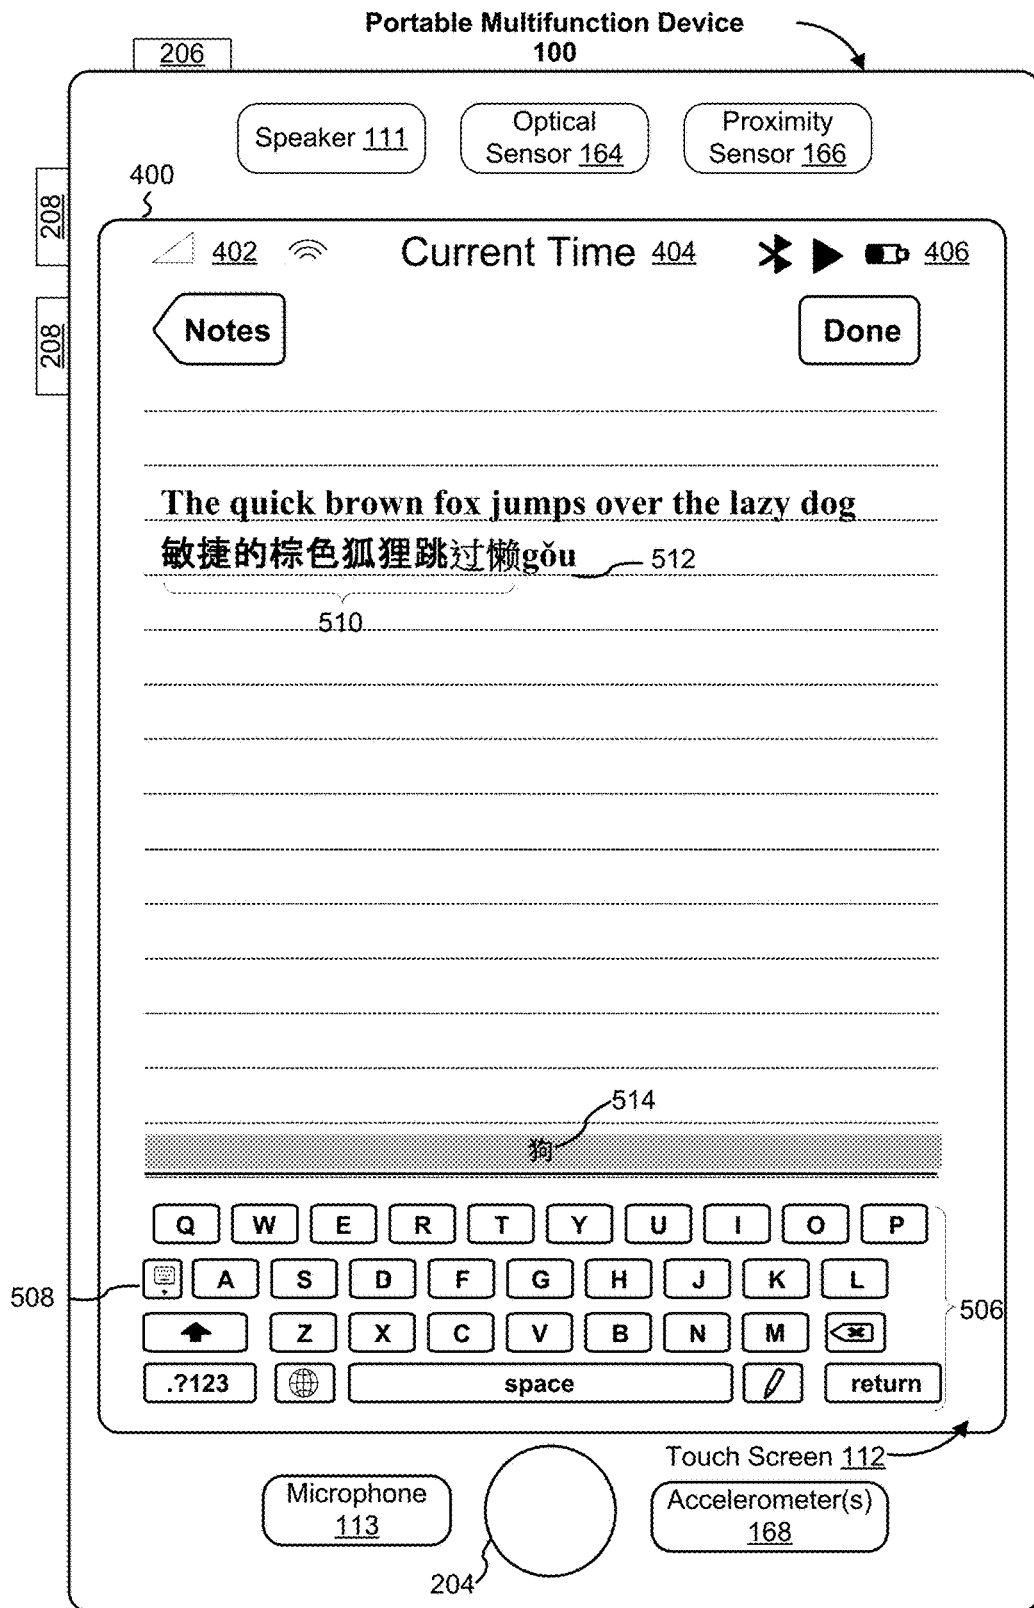 Portable Multifunction Device
100
206
Speaker 111
Optical
Sensor 164
Proximity
Sensor 166
208
400
402 Current Time 404 406
208
Notes Done
The quick brown fox jumps over the lazy dog
敏捷的棕色狐狸跳过懒gǒu
512
510
514
狗
Q W E R T Y U I O P
508
A S D F G H J K L
506
Z X C V B N M
.?123 space return
Touch Screen 112
Microphone
113
Accelerometer(s)
168
204